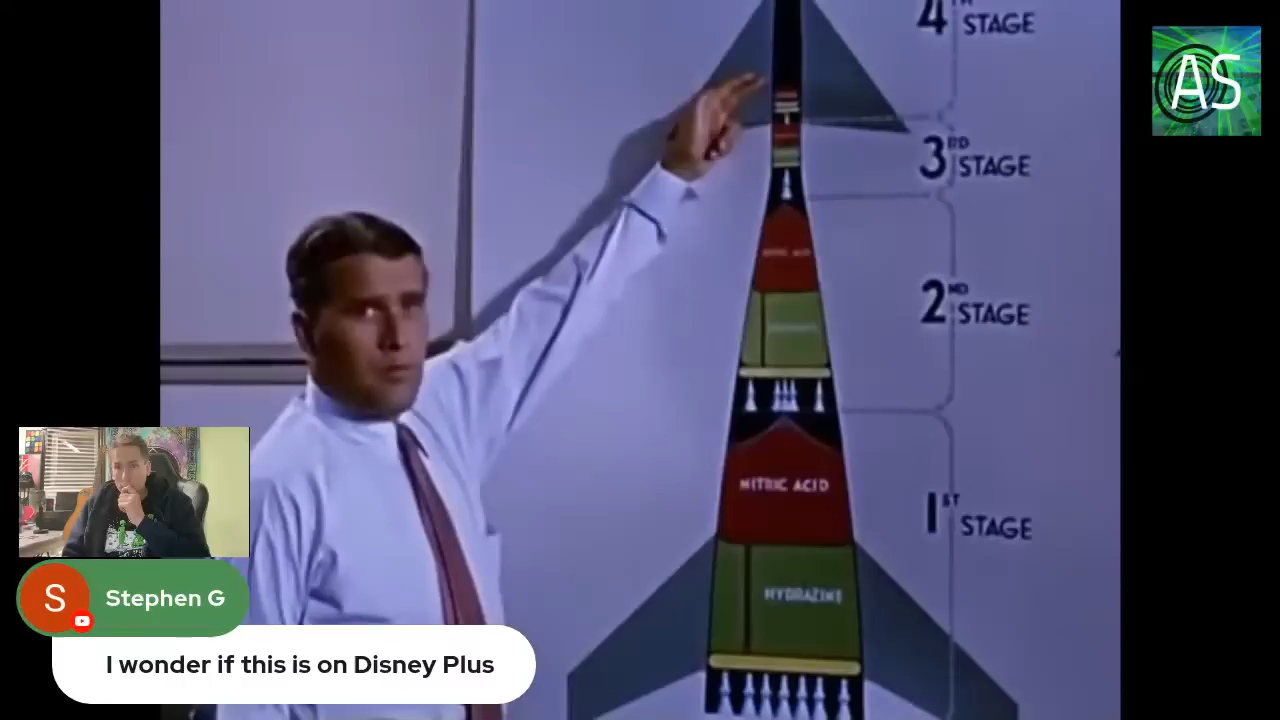 4TH STAGE
AS
3RD STAGE
2ND STAGE
NITRIC ACID
1ST STAGE
HYDRAZINE
S
Stephen G
I wonder if this is on Disney Plus